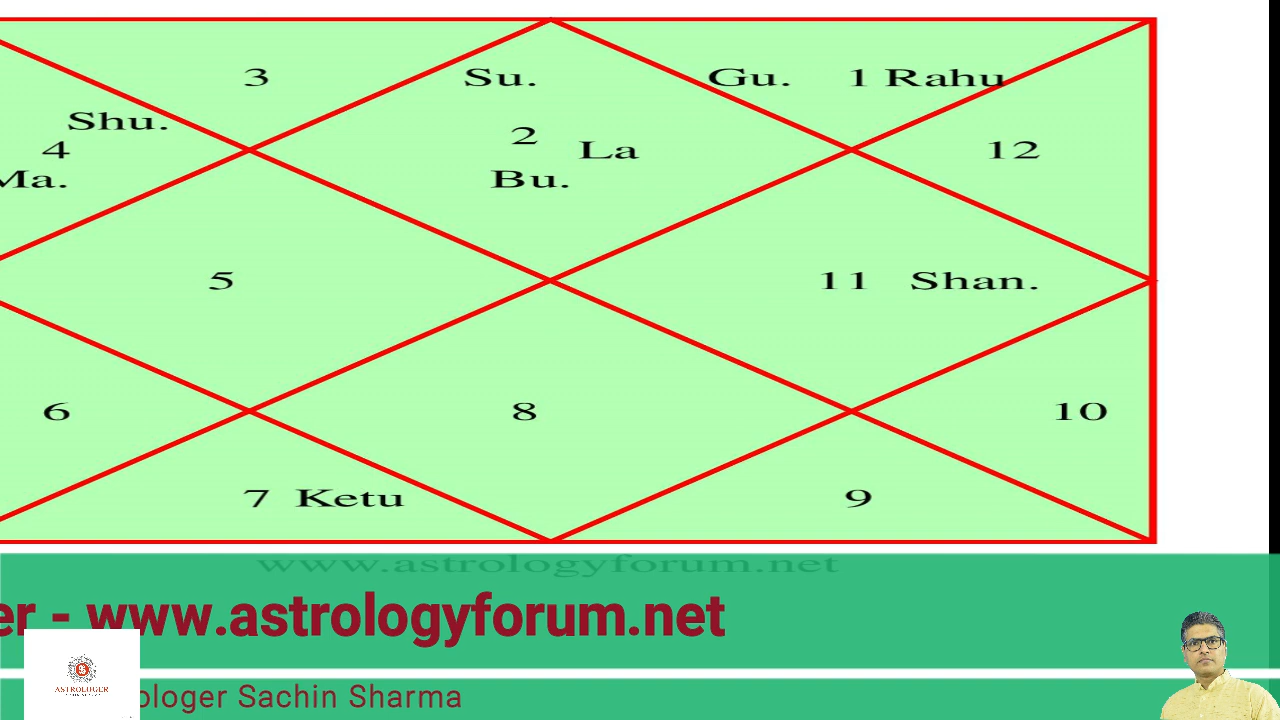 3
Su.
Gu. 1 Rahu
Shu.
2
La
4
12
Ma.
Bu.
5
11 Shan.
6
8
10
7 Ketu
9
www.astrologyforum.net
er - www.astrologyforum.net
ASTROLOGER
ologer Sachin Sharma